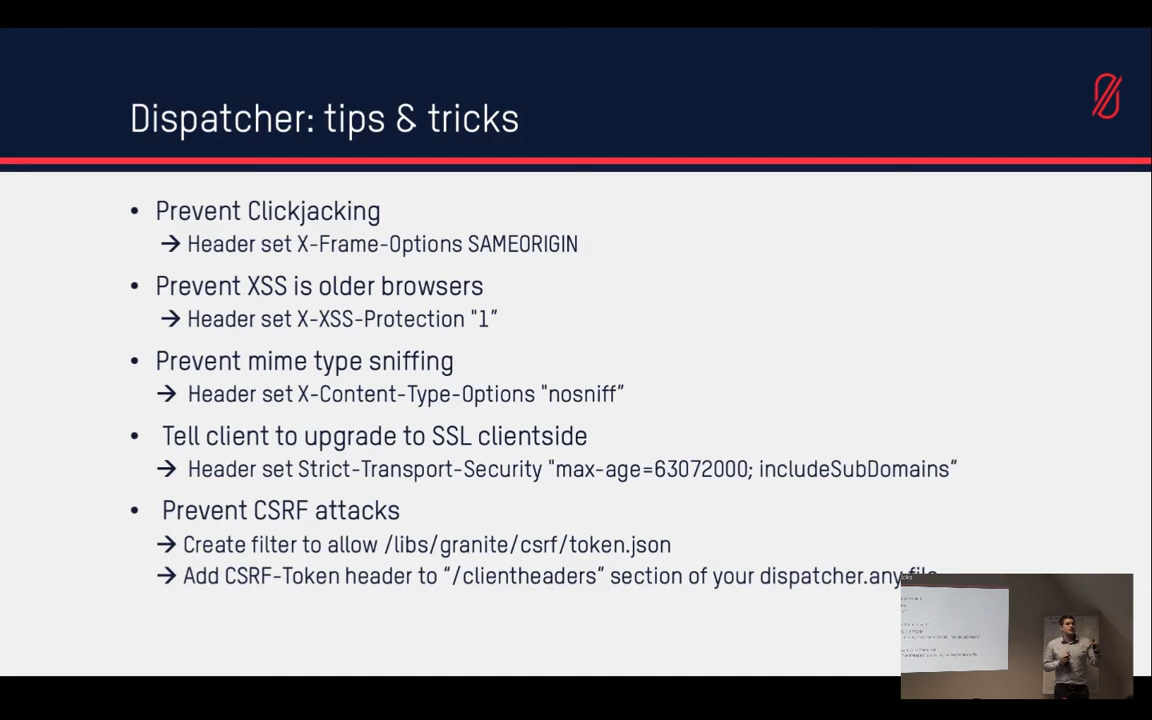 Dispatcher: tips & tricks
• Prevent Clickjacking
→ Header set X-Frame-Options SAMEORIGIN
• Prevent XSS is older browsers
→ Header set X-XSS-Protection "1”
• Prevent mime type sniffing
→ Header set X-Content-Type-Options "nosniff”
• Tell client to upgrade to SSL clientside
→ Header set Strict-Transport-Security "max-age=63072000; includeSubDomains”
• Prevent CSRF attacks
→ Create filter to allow /libs/granite/csrf/token.json
→ Add CSRF-Token header to “/clientheaders” section of your dispatcher.any file